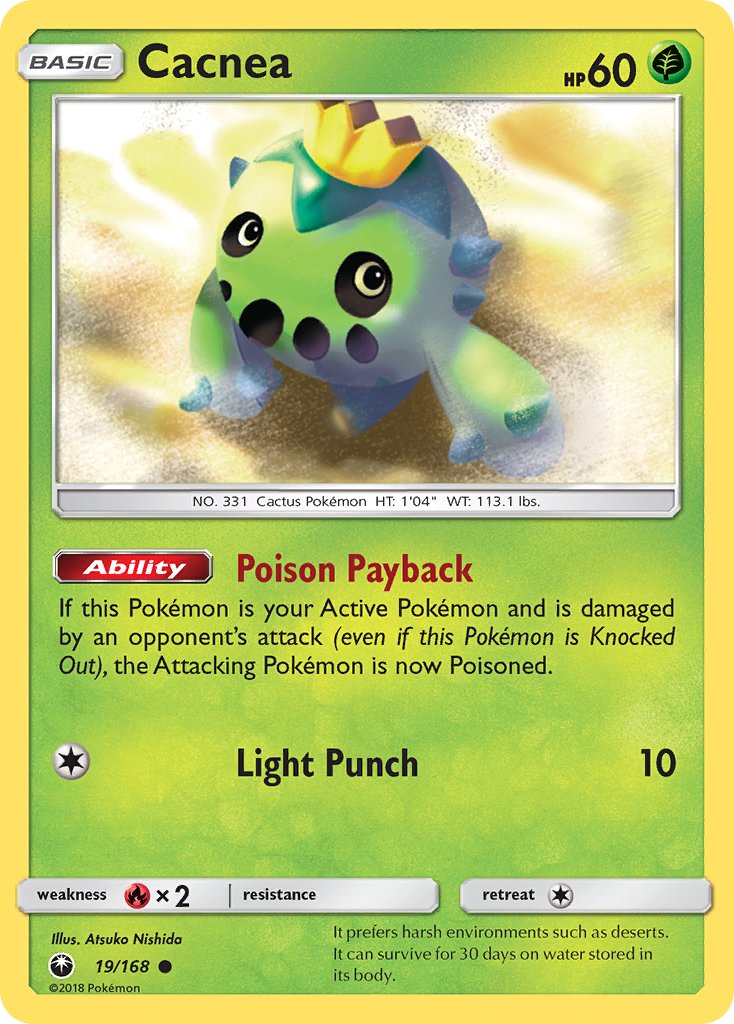 BASIC Cacnea HP60
NO. 331 Cactus Pokémon HT: 1'04" WT: 113.1 lbs.
Ability Poison Payback
If this Pokémon is your Active Pokémon and is damaged
by an opponent's attack (even if this Pokémon is Knocked
Out), the Attacking Pokémon is now Poisoned.
Light Punch 10
weakness × 2 resistance retreat
Illus. Atsuko Nishida
19/168
©2018 Pokémon
It prefers harsh environments such as deserts.
It can survive for 30 days on water stored in
its body.